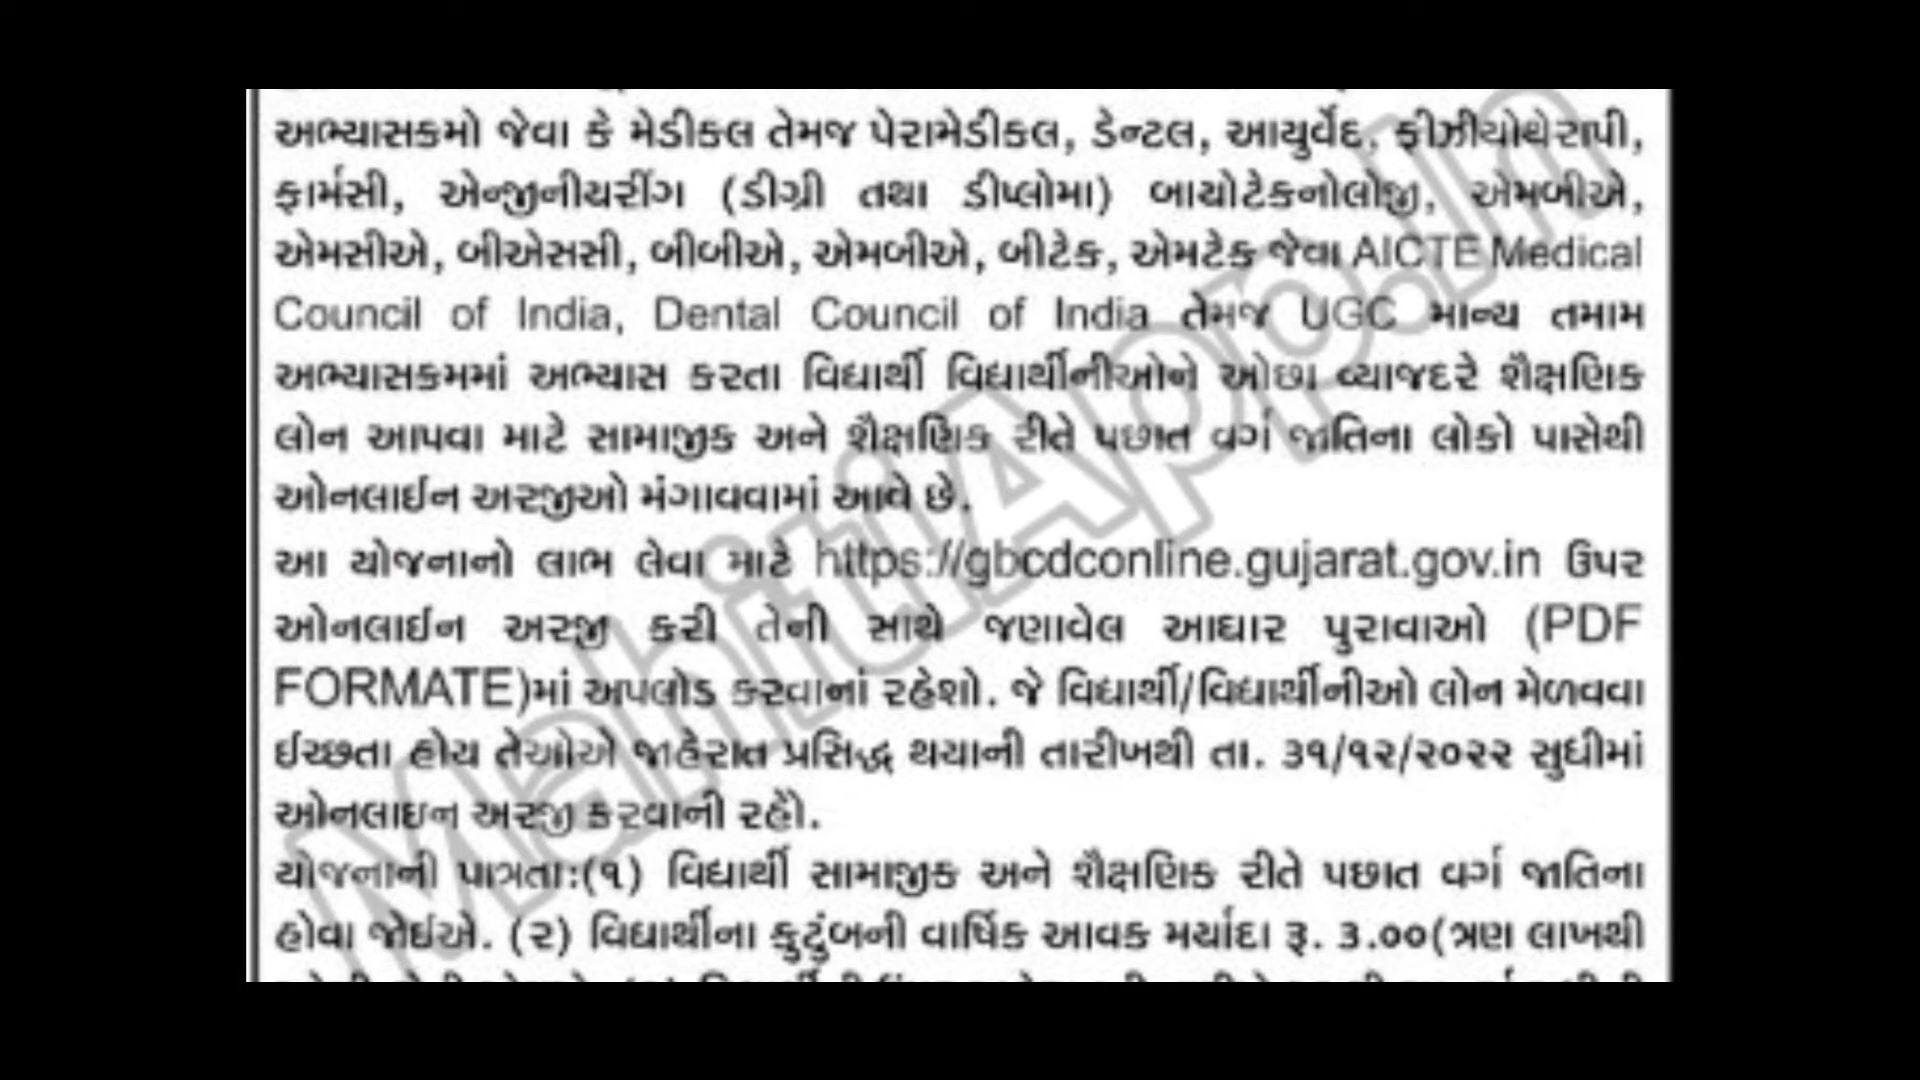 અભ્યાસક્રમો જેવા કે મેડીકલ તેમજ પેરામેડીકલ, ડેન્ટલ, આયુર્વેદ, ફીઝીયોથેરાપી,
ફાર્મસી, એન્જીનીયરીંગ (ડીગ્રી તથા ડીપ્લોમા) બાયોટેકનોલોજી, એમબીએ,
એમસીએ, બીએસસી, બીબીએ, એમબીએ, બીટેક, એમટેક જેવા AICTE Medical
Council of India, Dental Council of India તેમજ UGC માન્ય તમામ
અભ્યાસક્રમમાં અભ્યાસ કરતા વિદ્યાર્થી વિદ્યાર્થીનીઓને ઓછા વ્યાજદરે શૈક્ષણિક
લોન આપવા માટે સામાજીક અને શૈક્ષણિક રીતે પછાત વર્ગ જાતિના લોકો પાસેથી
ઓનલાઈન અરજીઓ મંગાવવામાં આવે છે.
આ યોજનાનો લાભ લેવા માટે https://gbcdconline.gujarat.gov.in ઉપર
ઓનલાઈન અરજી કરી તેની સાથે જણાવેલ આધાર પુરાવાઓ (PDF
FORMATE)માં અપલોડ કરવાનાં રહેશો. જે વિદ્યાર્થી/વિદ્યાર્થીનીઓ લોન મેળવવા
ઈચ્છતા હોય તેઓએ જાહેરાત પ્રસિદ્ધ થયાની તારીખથી તા. ૩૧/૧૨/૨૦૨૨ સુધીમાં
ઓનલાઇન અરજી કરવાની રહૌ.
યોજનાની પાત્રતા:(૧) વિદ્યાર્થી સામાજીક અને શૈક્ષણિક રીતે પછાત વર્ગ જાતિના
હોવા જોઇએ. (૨) વિદ્યાર્થીના કુટુંબની વાર્ષિક આવક મર્યાદા રૂ. ૩.૦૦(ત્રણ લાખથી
MahitiApp.In